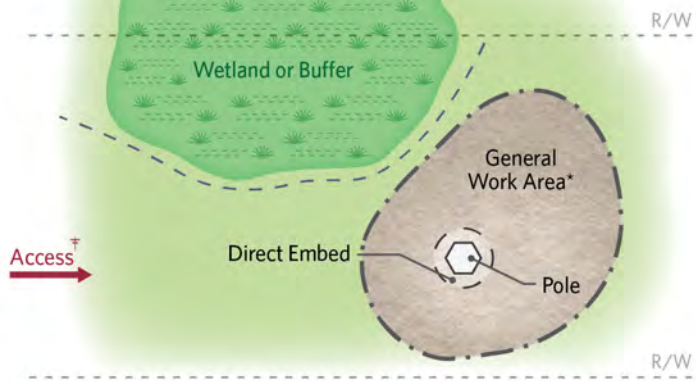 R/W
Wetland or Buffer
General
Work Area*
Access‡
Direct Embed
Pole
R/W